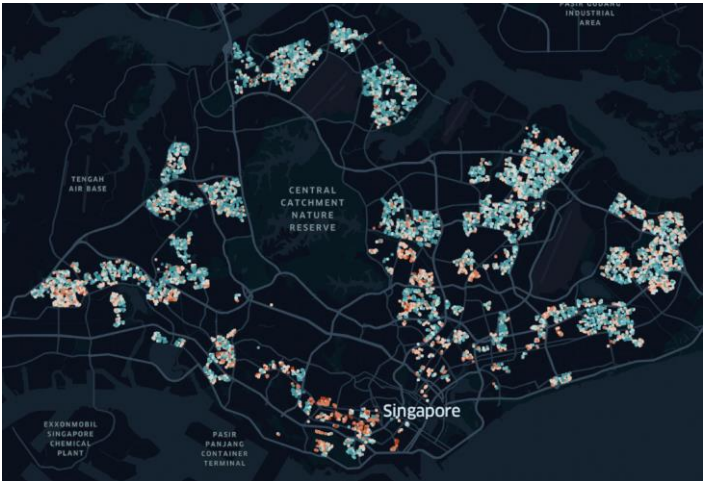 PASIR GUDANG
INDUSTRIAL
AREA
TENGAH
AIR BASE
CENTRAL
CATCHMENT
NATURE
RESERVE
Singapore
EXXONMOBIL
SINGAPORE
CHEMICAL
PLANT
PASIR
PANJANG
CONTAINER
TERMINAL